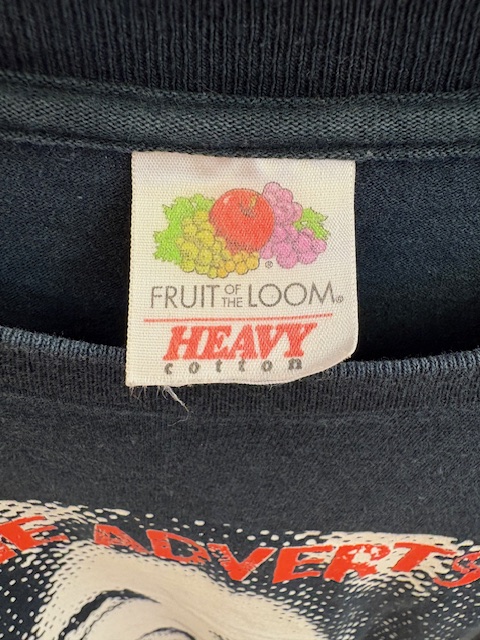 FRUIT OF THE LOOM®
HEAVY
cotton
E ADVERTS